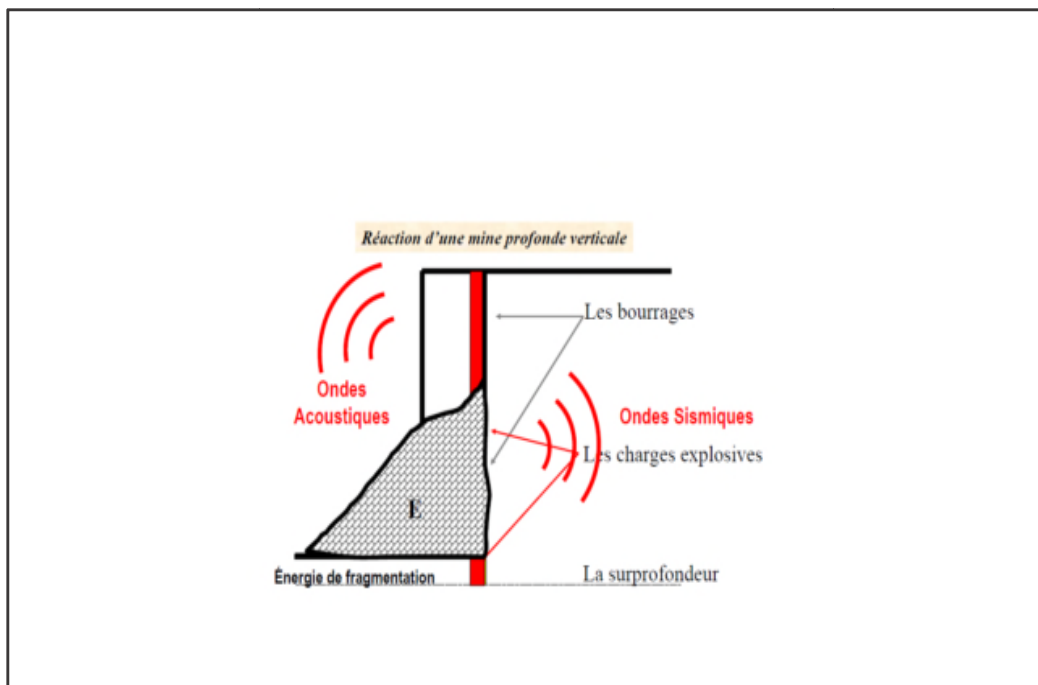 Réaction d'une mine profonde verticale
Les bourrages
Ondes
Acoustiques
Ondes Sismiques
Les charges explosives
E
Énergie de fragmentation
La surprofondeur